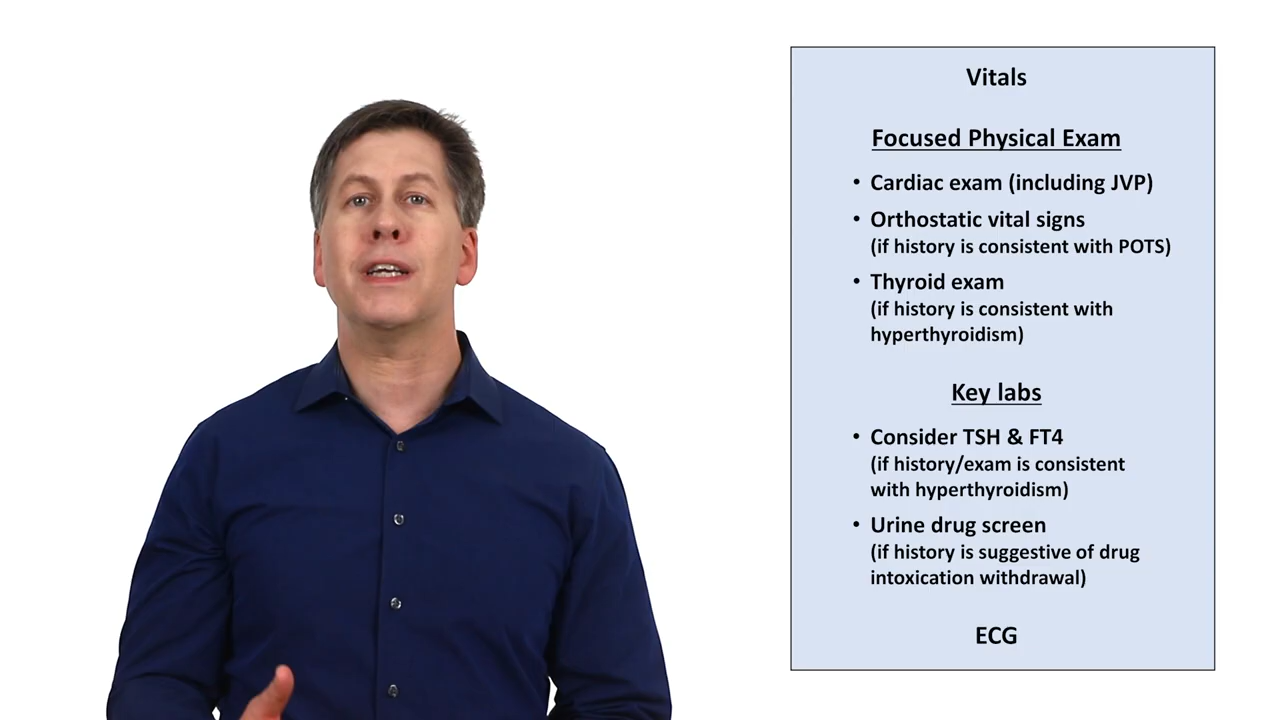 Vitals
Focused Physical Exam
• Cardiac exam (including JVP)
• Orthostatic vital signs
(if history is consistent with POTS)
• Thyroid exam
(if history is consistent with
hyperthyroidism)
Key labs
• Consider TSH & FT4
(if history/exam is consistent
with hyperthyroidism)
• Urine drug screen
(if history is suggestive of drug
intoxication withdrawal)
ECG